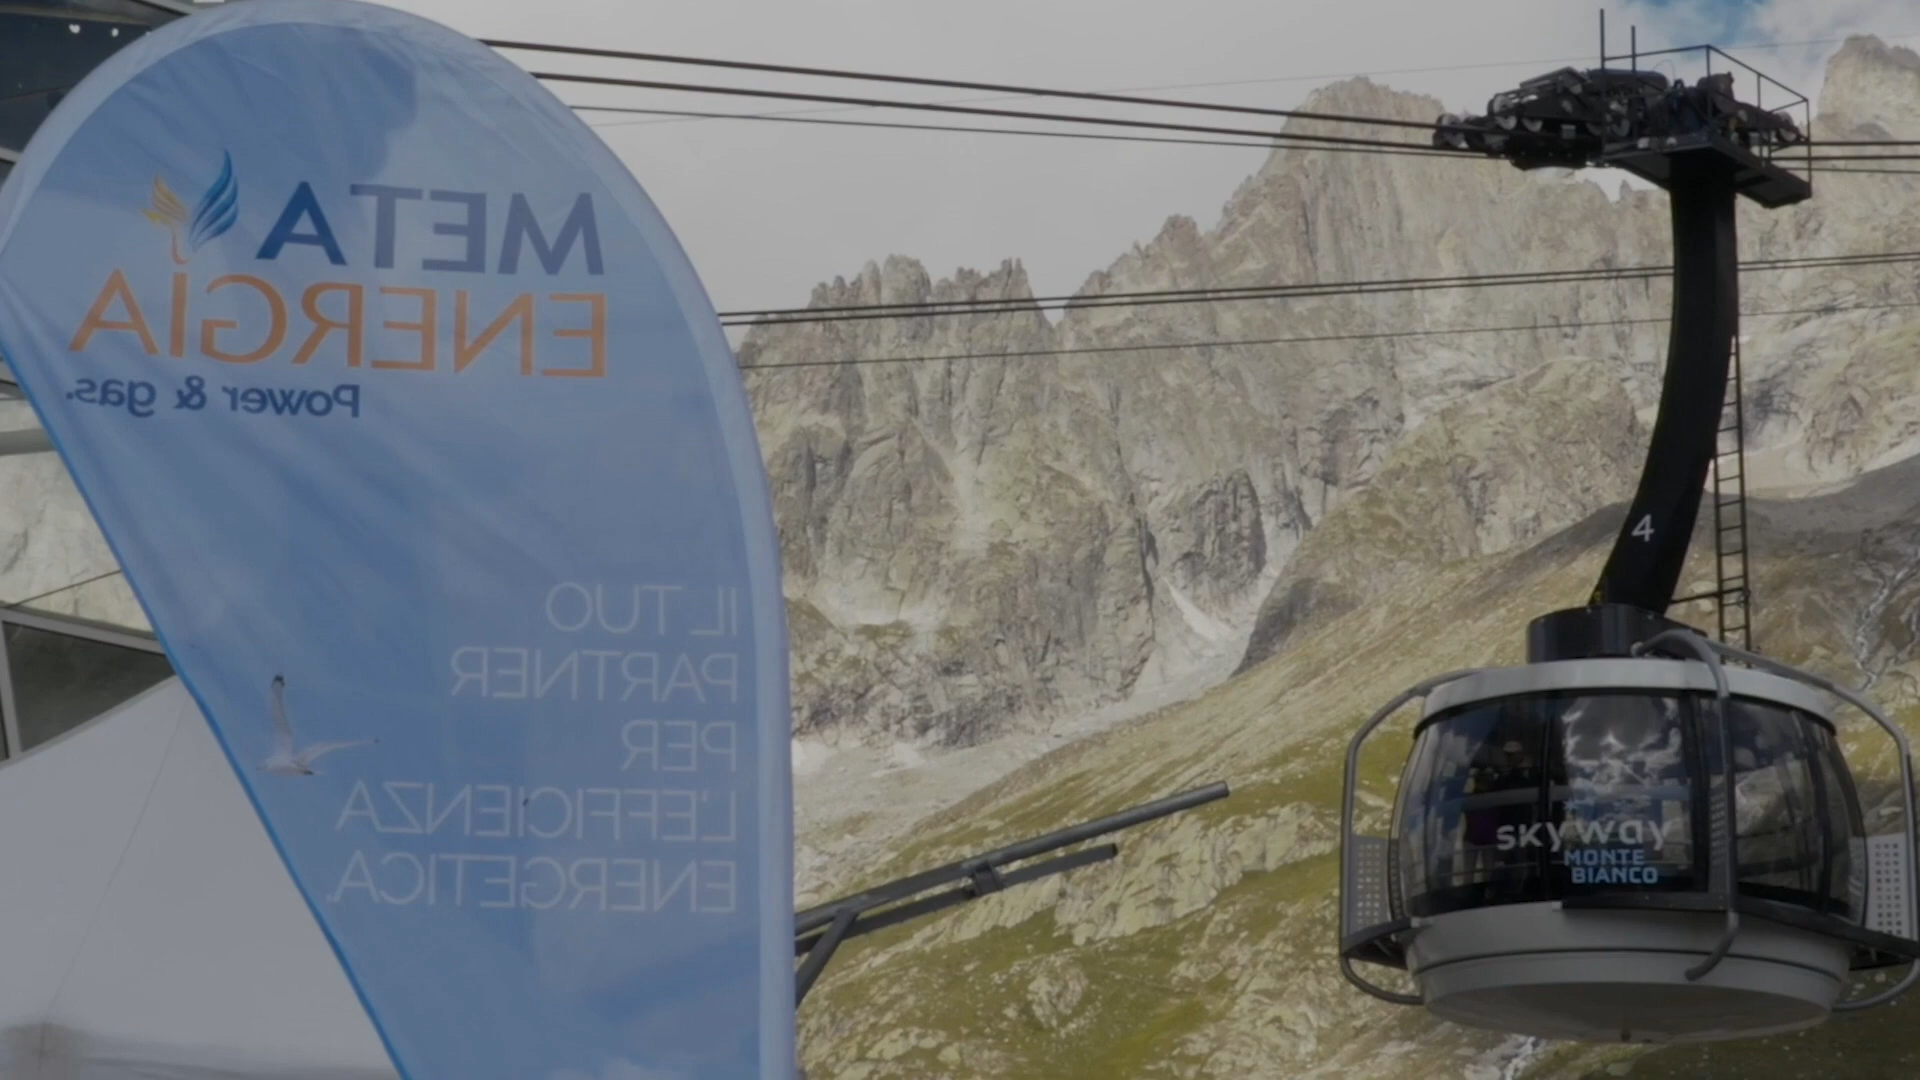 META
ENERGIA
Power & gas.
IL TUO
PARTNER
PER
L'EFFICIENZA
ENERGETICA.
4
skyway
MONTE
BIANCO